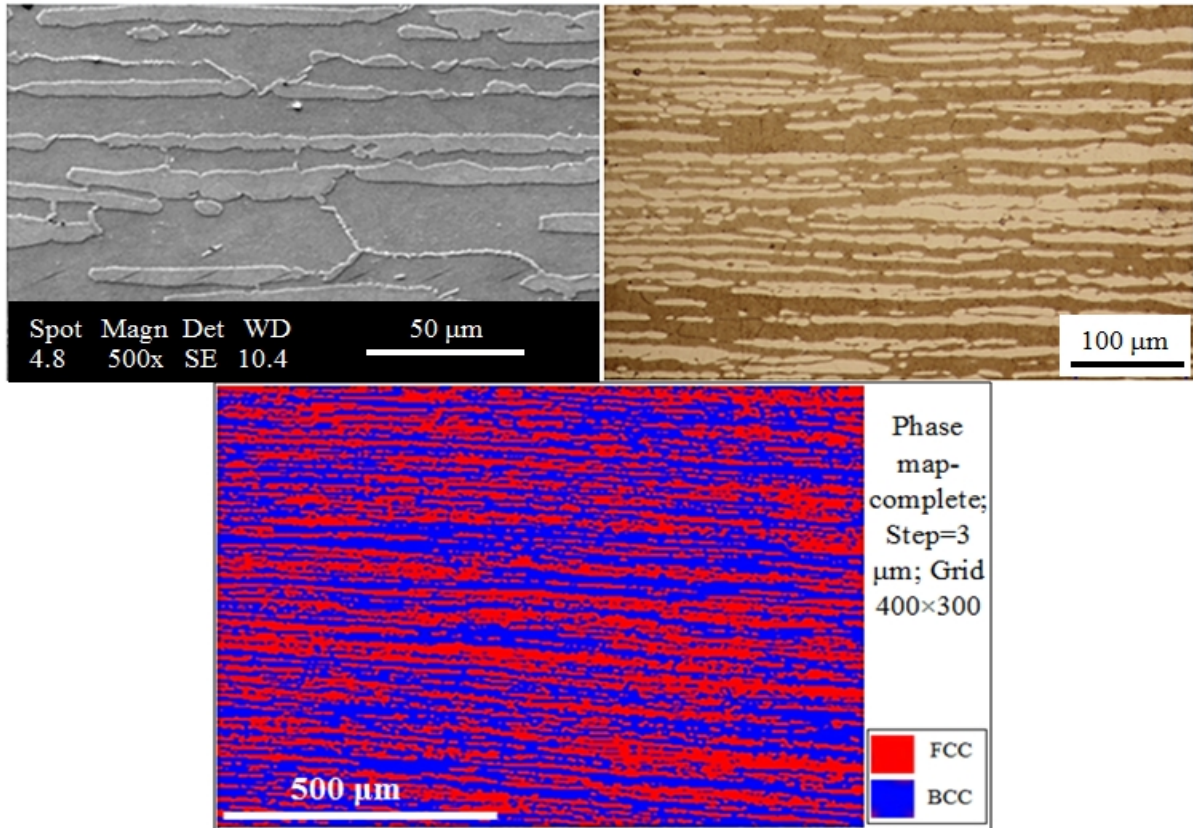 Spot Magn Det WD
4.8 500x SE 10.4
50 μm
100 μm
Phase
map-
complete;
Step=3
μm; Grid
400×300
500 μm
FCC
BCC